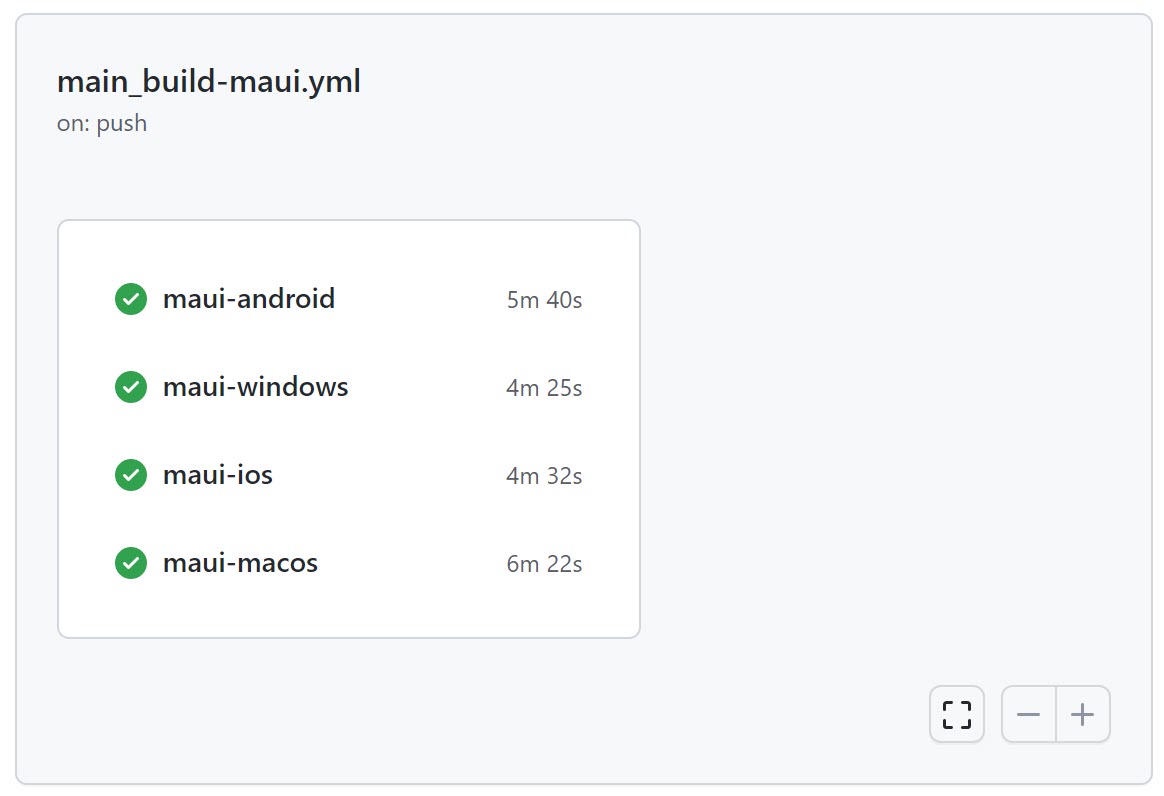 main_build-maui.yml
on: push
maui-android 5m 40s
maui-windows 4m 25s
maui-ios 4m 32s
maui-macos 6m 22s